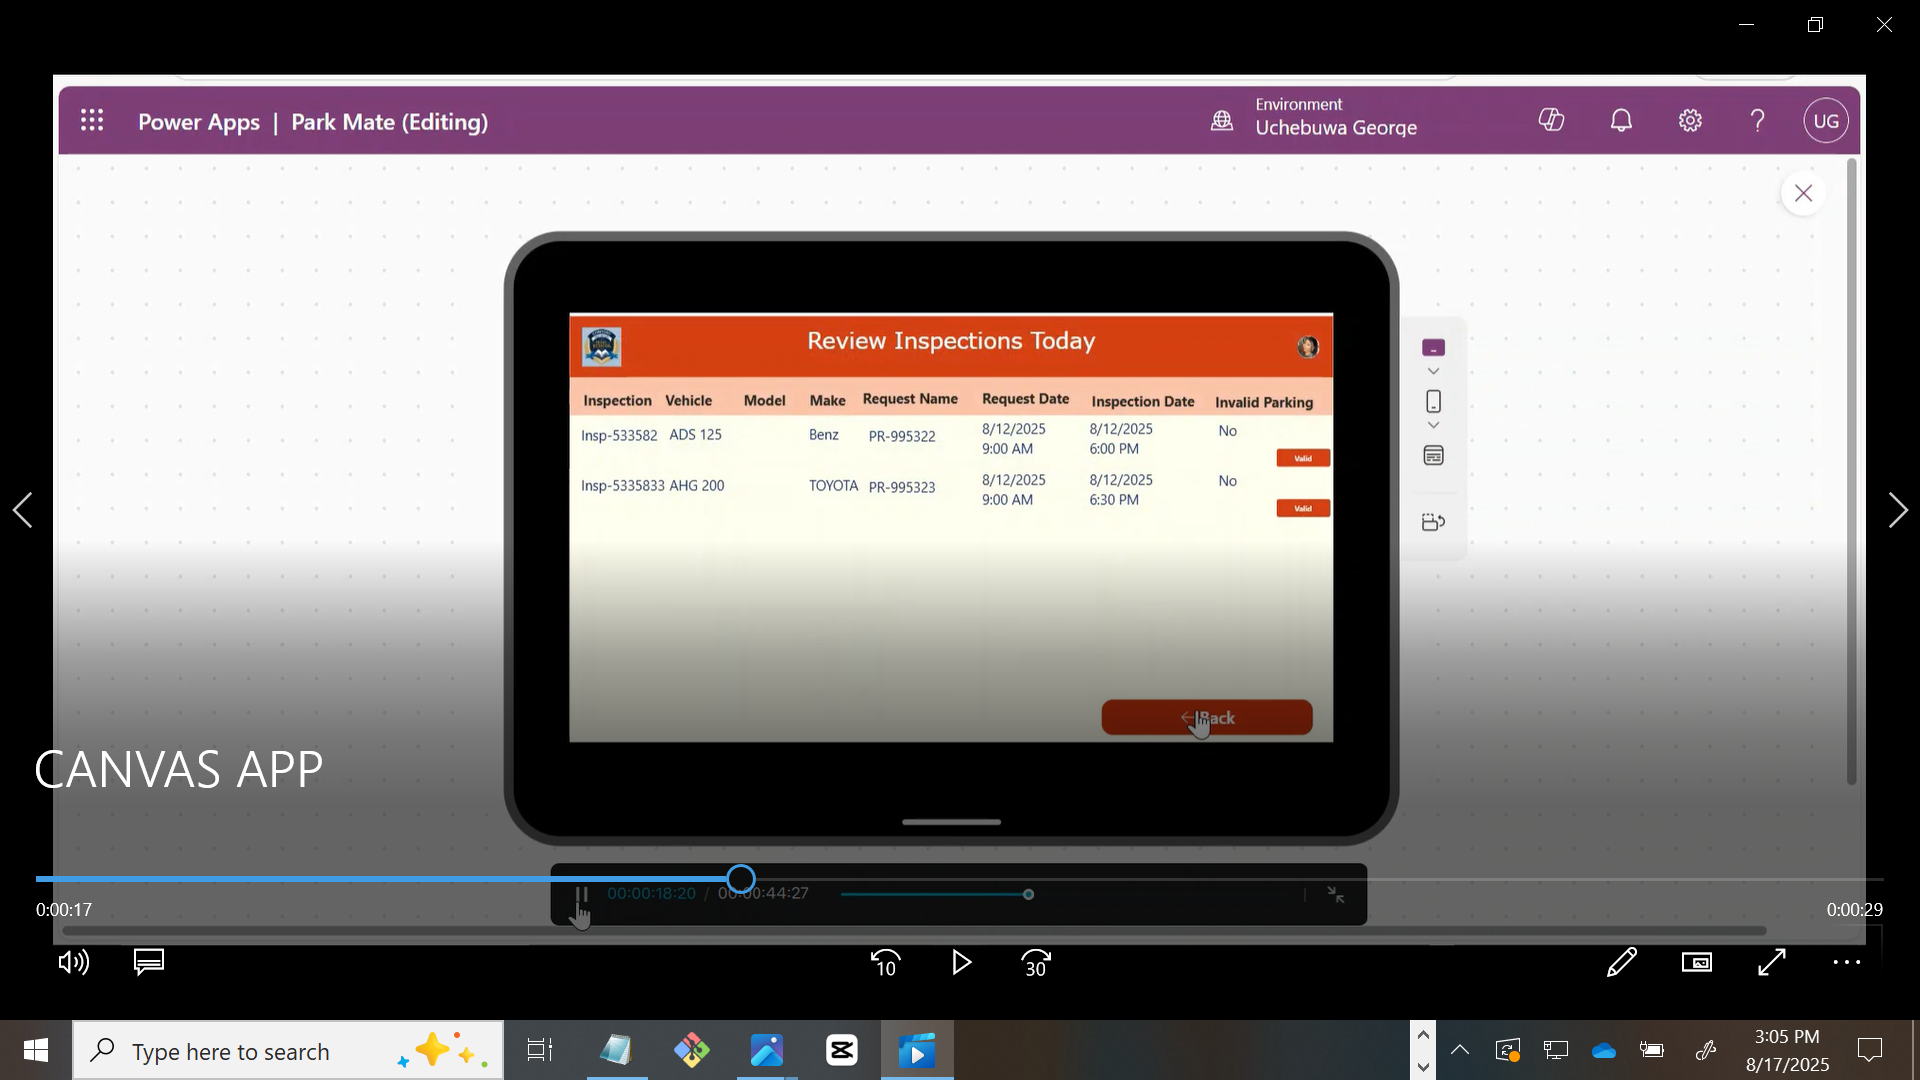 Power Apps | Park Mate (Editing)
Environment
Uchebuwa George
UG
Review Inspections Today
Inspection Vehicle Model Make Request Name Request Date Inspection Date Invalid Parking
Insp-533582 ADS 125 Benz PR-995322 8/12/2025 9:00 AM 8/12/2025 6:00 PM No
Valid
Insp-5335833 AHG 200 TOYOTA PR-995323 8/12/2025 9:00 AM 8/12/2025 6:30 PM No
Valid
Back
CANVAS APP
00:00:18:20 / 00:00:44:27
0:00:17
0:00:29
10
30
Type here to search
3:05 PM
8/17/2025